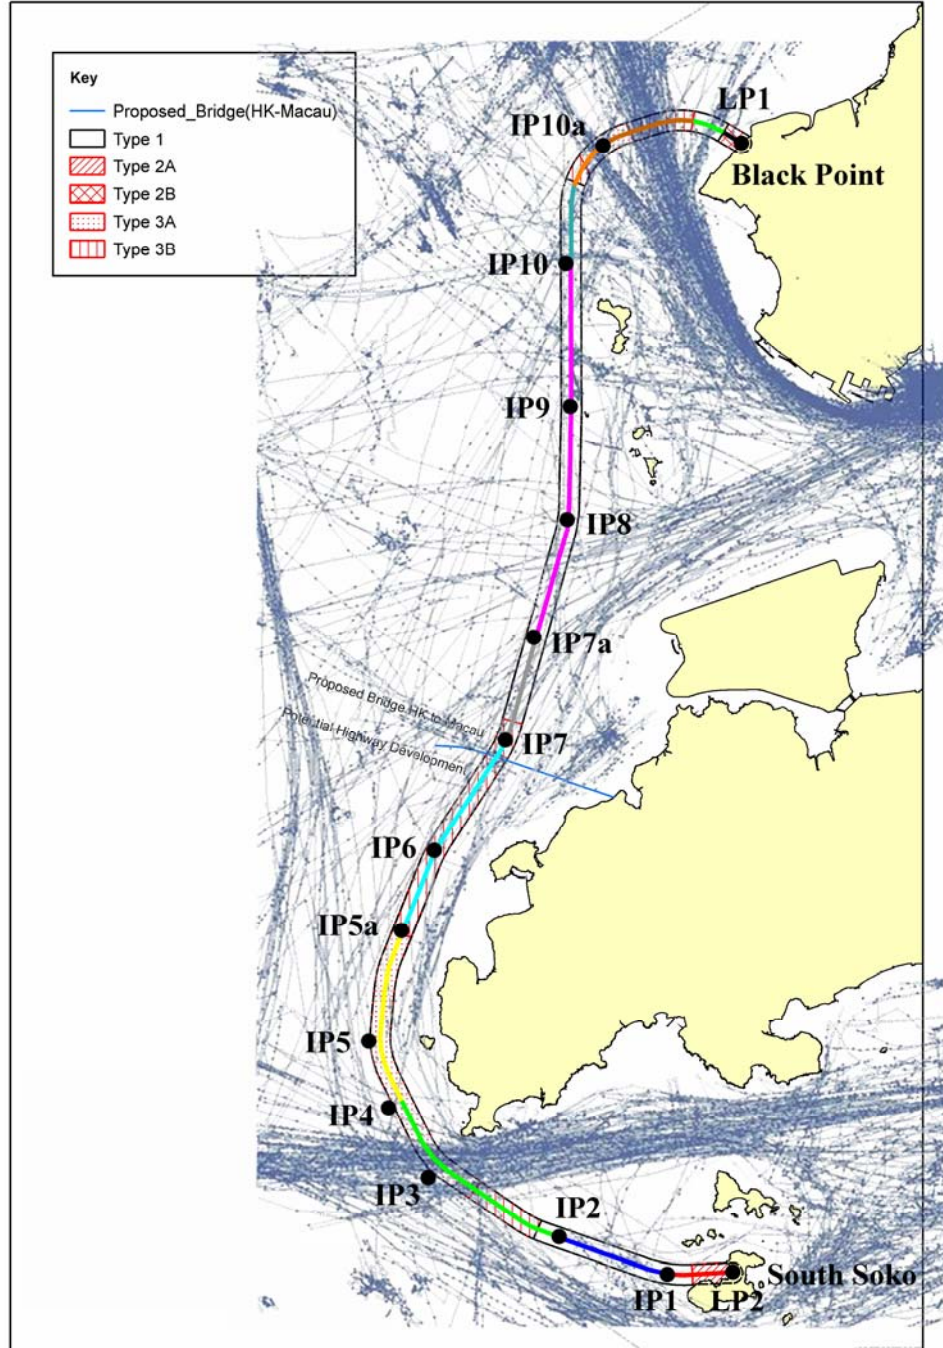 Key
Proposed_Bridge(HK-Macau)
Type 1
Type 2A
Type 2B
Type 3A
Type 3B
LP1
IP10a
Black Point
IP10
IP9
IP8
IP7a
Proposed Bridge HK to Macau
Potential Highway Development
IP7
IP6
IP5a
IP5
IP4
IP3
IP2
South Soko
IP1
LP2